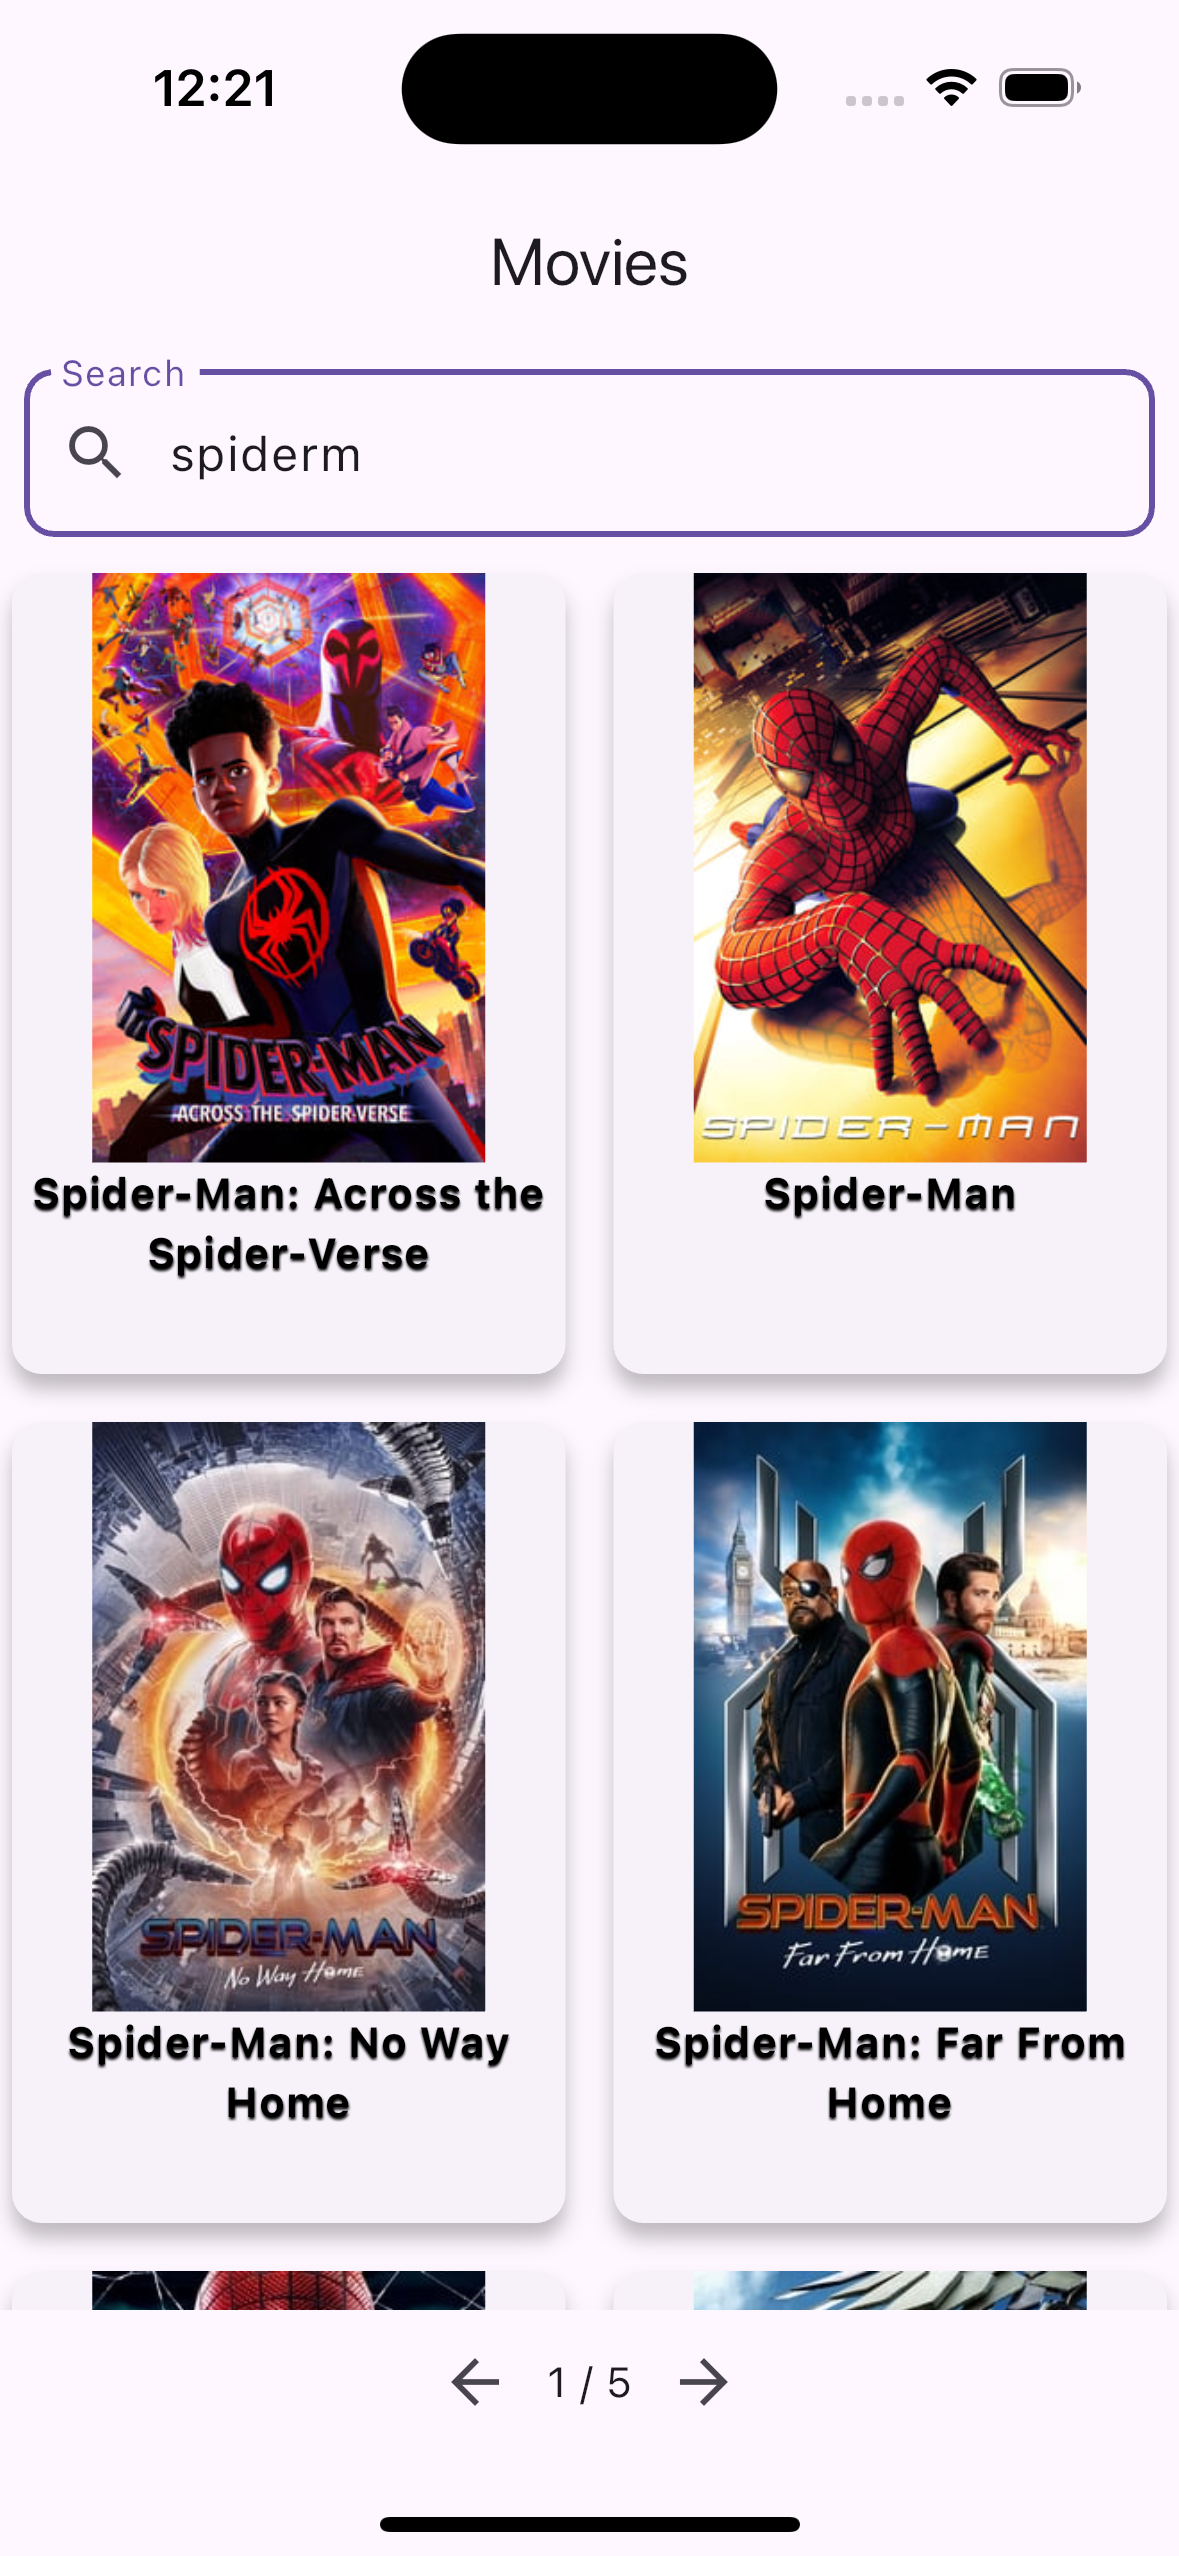 12:21
Movies
Search
spiderm
SPIDER-MAN
ACROSS THE SPIDER-VERSE
SPIDER-MAN
Spider-Man: Across the
Spider-Verse
Spider-Man
SPIDER-MAN
No Way Home
SPIDER-MAN
Far From Home
Spider-Man: No Way
Home
Spider-Man: Far From
Home
1 / 5